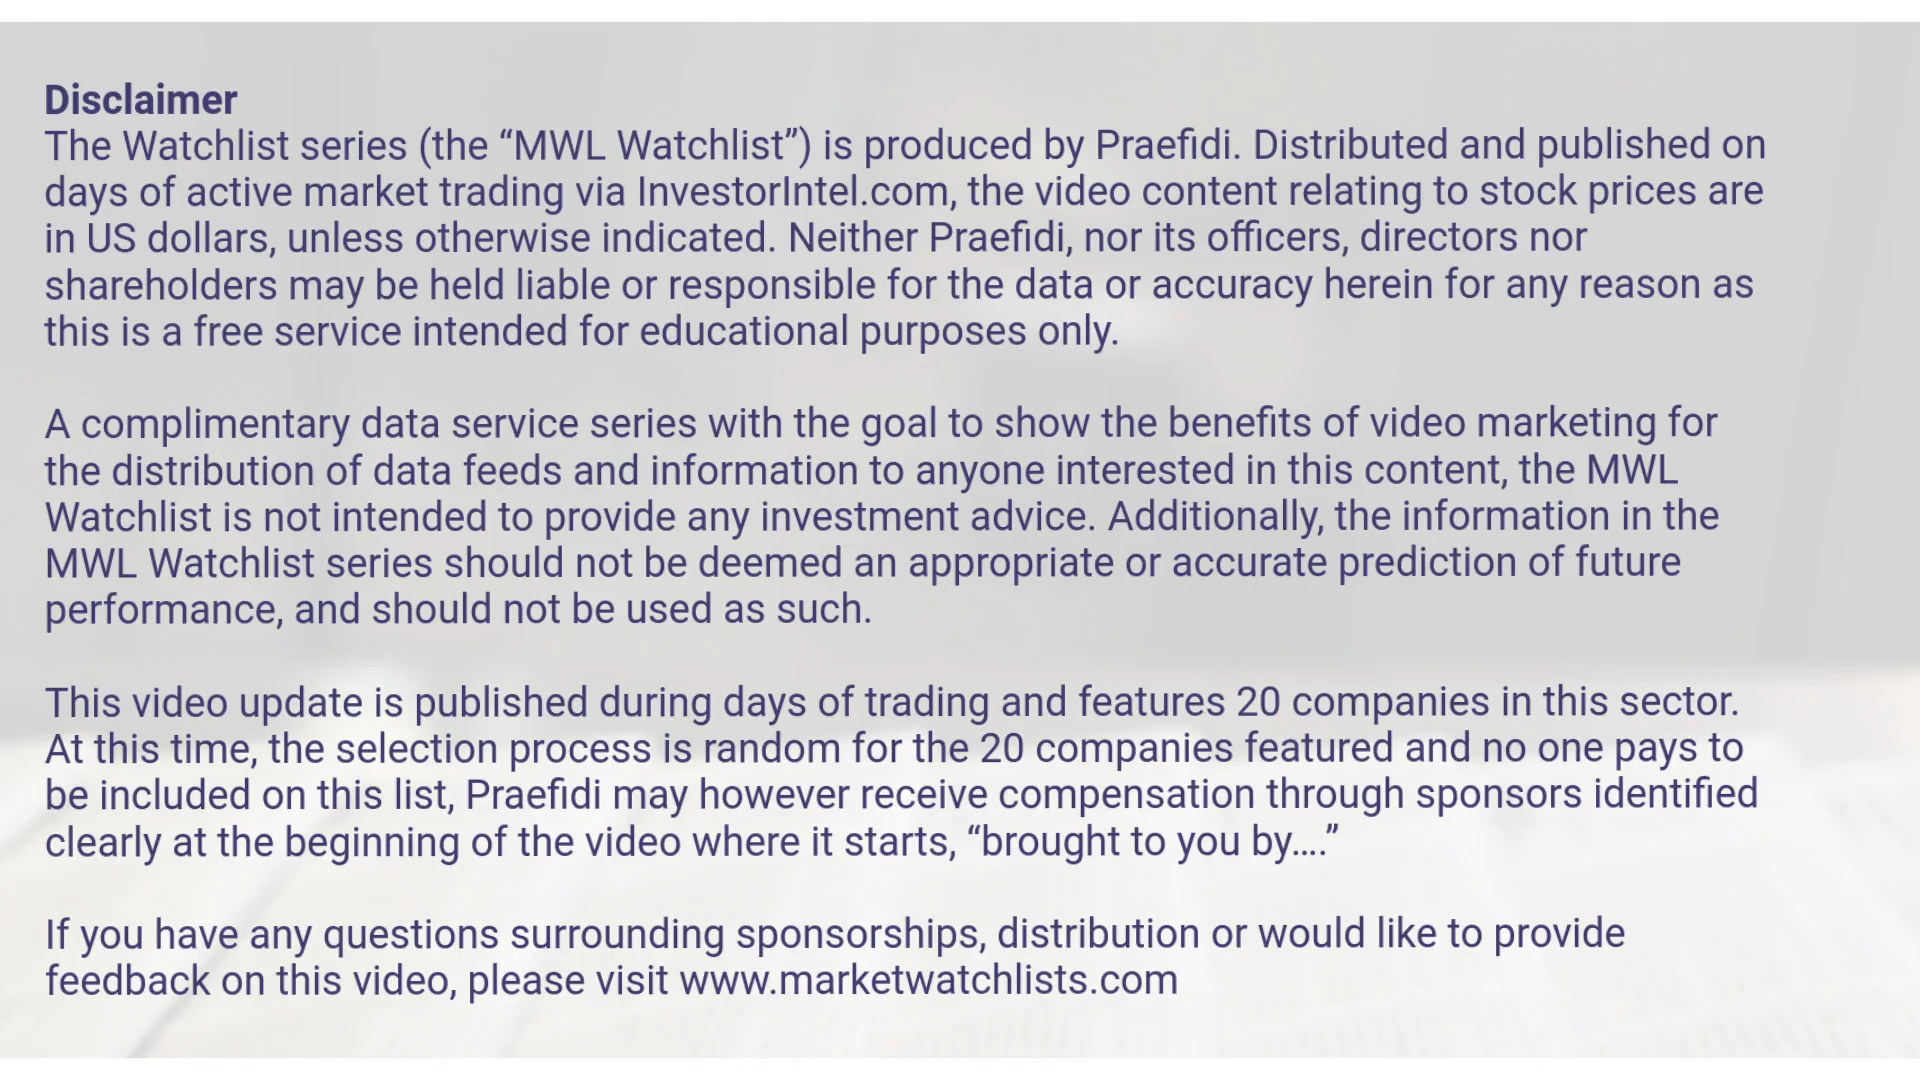 Disclaimer
The Watchlist series (the “MWL Watchlist”) is produced by Praefidi. Distributed and published on
days of active market trading via InvestorIntel.com, the video content relating to stock prices are
in US dollars, unless otherwise indicated. Neither Praefidi, nor its officers, directors nor
shareholders may be held liable or responsible for the data or accuracy herein for any reason as
this is a free service intended for educational purposes only.
A complimentary data service series with the goal to show the benefits of video marketing for
the distribution of data feeds and information to anyone interested in this content, the MWL
Watchlist is not intended to provide any investment advice. Additionally, the information in the
MWL Watchlist series should not be deemed an appropriate or accurate prediction of future
performance, and should not be used as such.
This video update is published during days of trading and features 20 companies in this sector.
At this time, the selection process is random for the 20 companies featured and no one pays to
be included on this list, Praefidi may however receive compensation through sponsors identified
clearly at the beginning of the video where it starts, “brought to you by....”
If you have any questions surrounding sponsorships, distribution or would like to provide
feedback on this video, please visit www.marketwatchlists.com